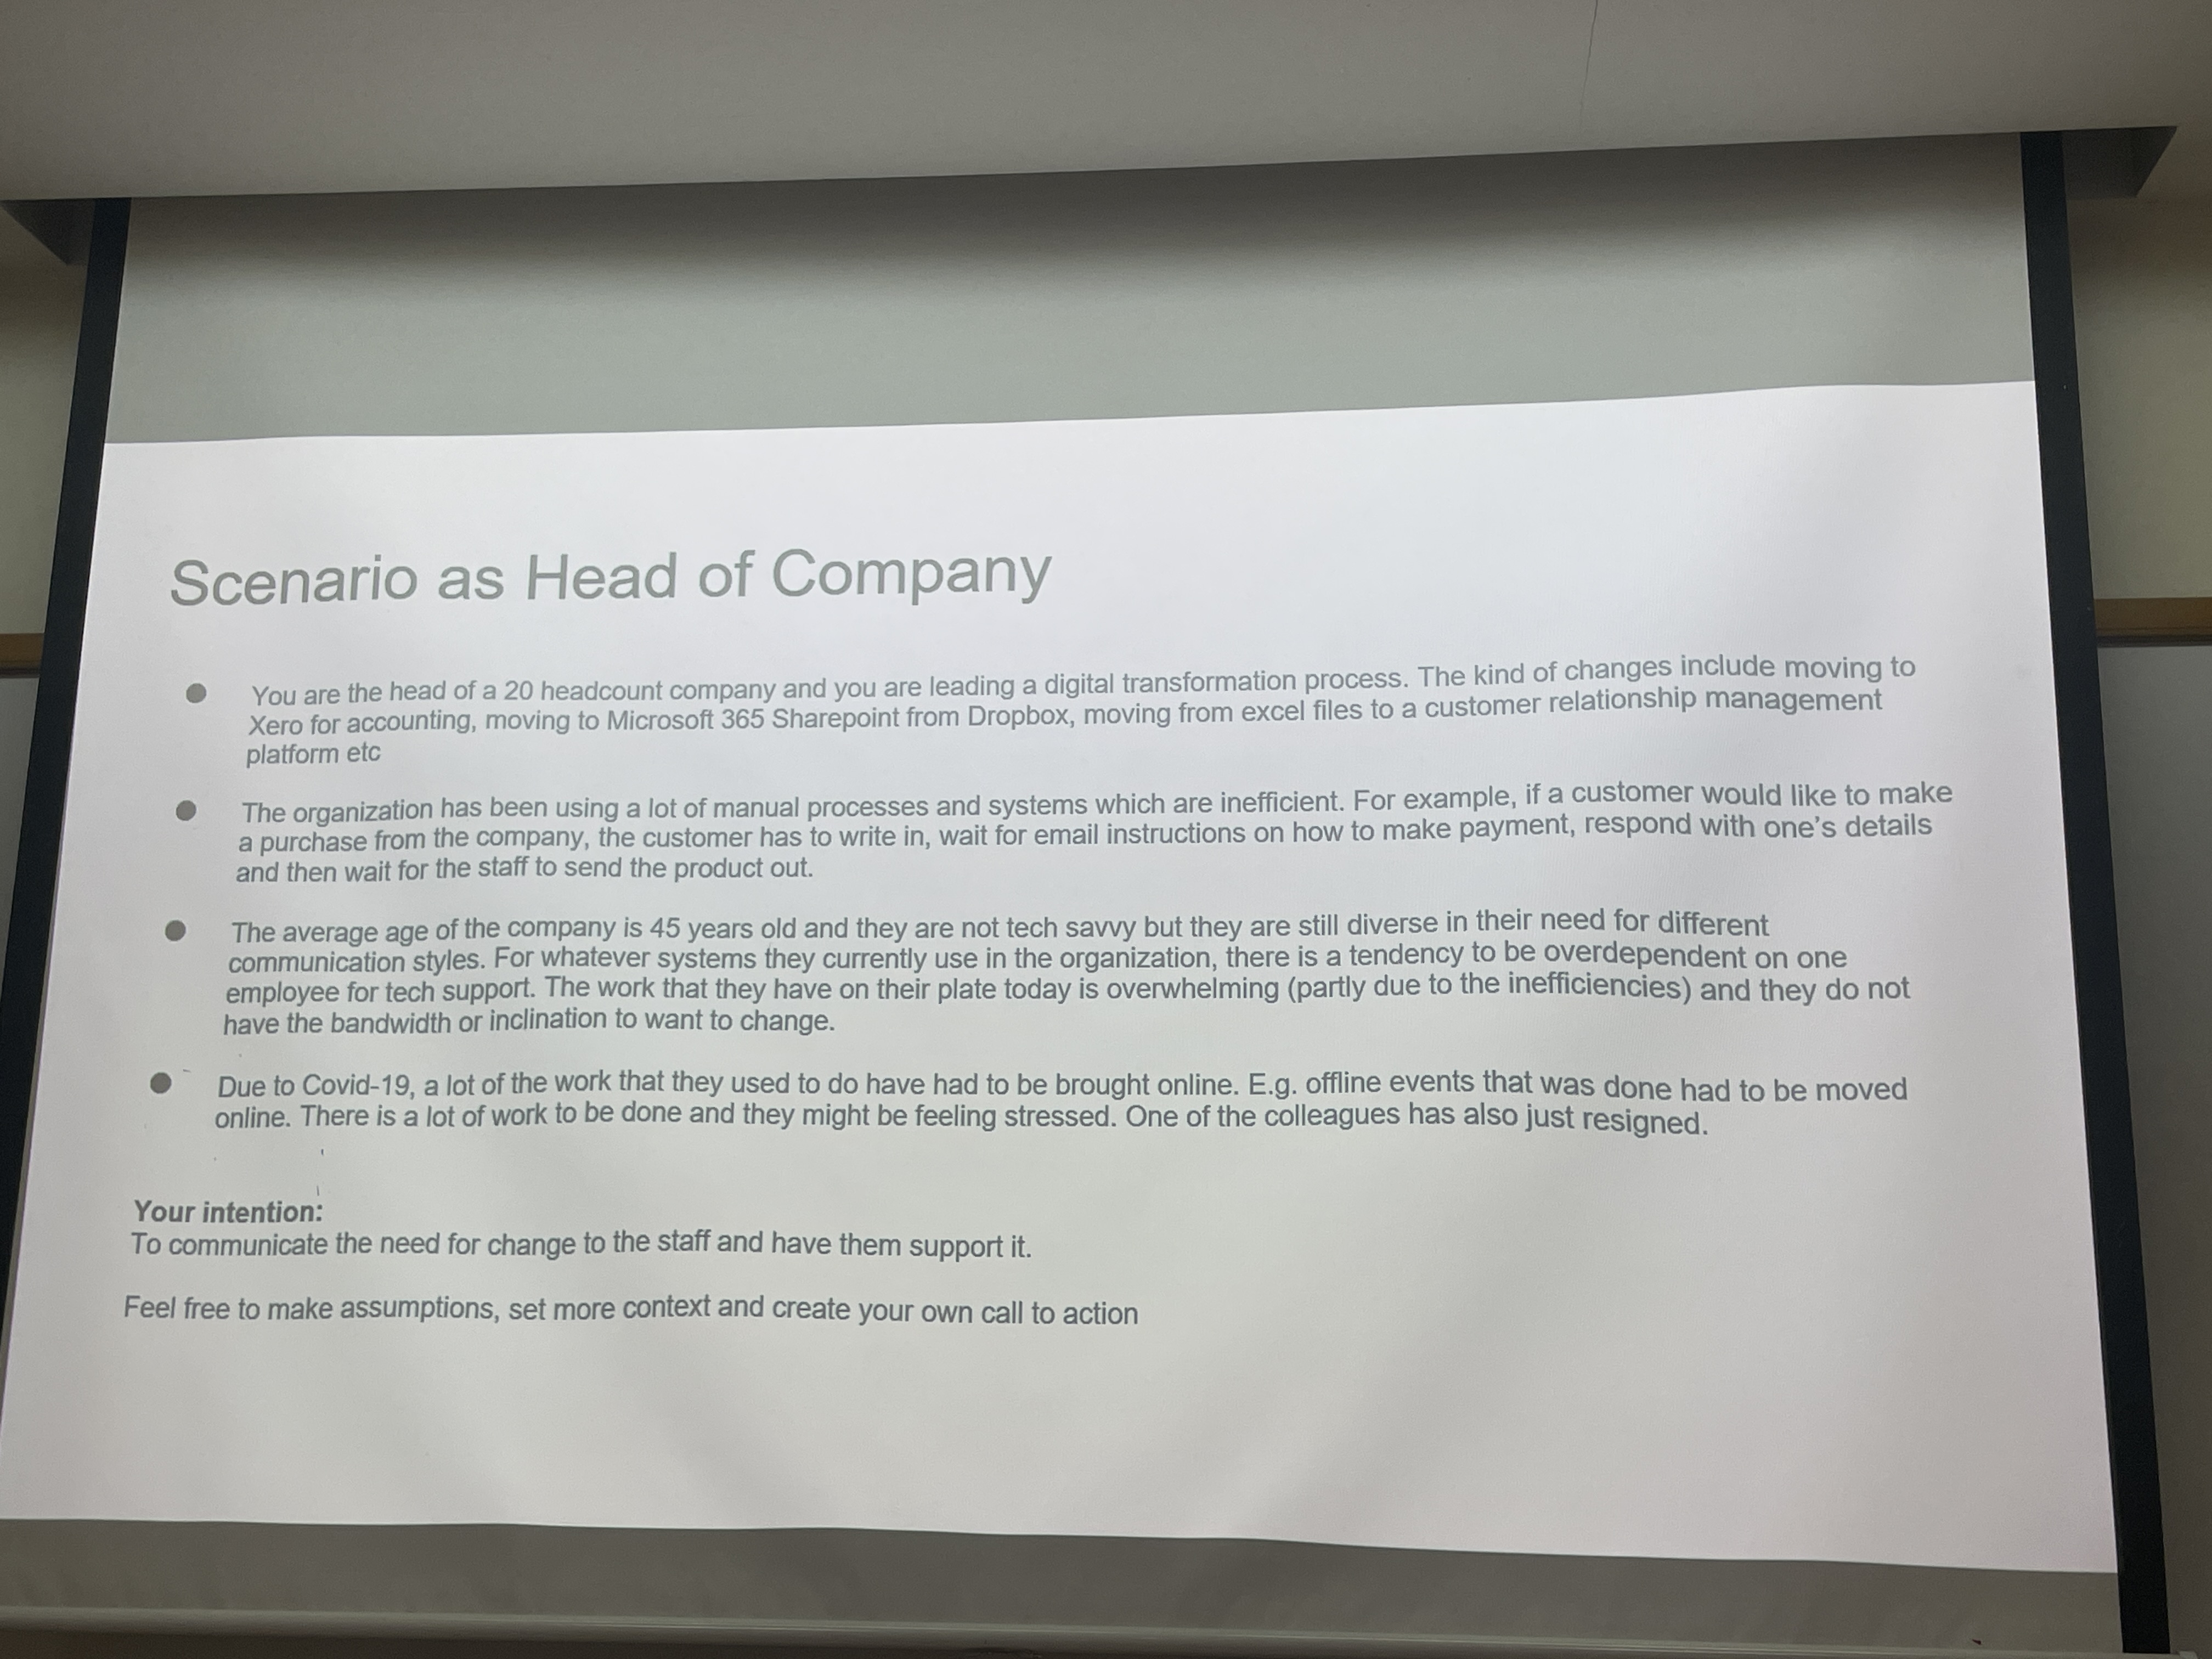 Scenario as Head of Company
● You are the head of a 20 headcount company and you are leading a digital transformation process. The kind of changes include moving to
Xero for accounting, moving to Microsoft 365 Sharepoint from Dropbox, moving from excel files to a customer relationship management
platform etc
● The organization has been using a lot of manual processes and systems which are inefficient. For example, if a customer would like to make
a purchase from the company, the customer has to write in, wait for email instructions on how to make payment, respond with one's details
and then wait for the staff to send the product out.
● The average age of the company is 45 years old and they are not tech savvy but they are still diverse in their need for different
communication styles. For whatever systems they currently use in the organization, there is a tendency to be overdependent on one
employee for tech support. The work that they have on their plate today is overwhelming (partly due to the inefficiencies) and they do not
have the bandwidth or inclination to want to change.
● Due to Covid-19, a lot of the work that they used to do have had to be brought online. E.g. offline events that was done had to be moved
online. There is a lot of work to be done and they might be feeling stressed. One of the colleagues has also just resigned.
Your intention:
To communicate the need for change to the staff and have them support it.
Feel free to make assumptions, set more context and create your own call to action